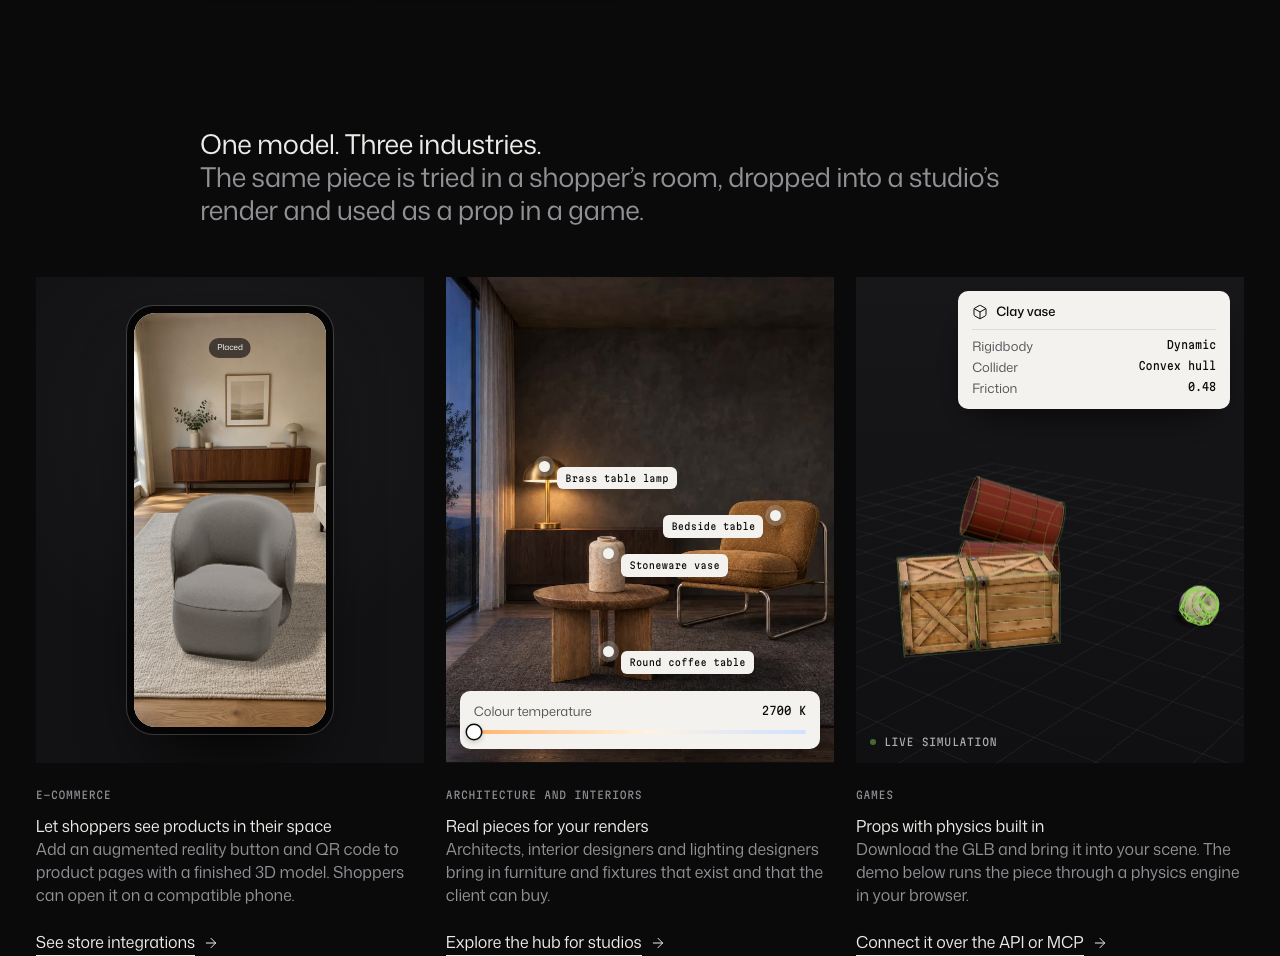 One model. Three industries.
The same piece is tried in a shopper’s room, dropped into a studio’s
render and used as a prop in a game.
Placed
Brass table lamp
Bedside table
Stoneware vase
Round coffee table
Colour temperature 2700 K
Clay vase
Rigidbody Dynamic
Collider Convex hull
Friction 0.48
LIVE SIMULATION
E-COMMERCE
Let shoppers see products in their space
Add an augmented reality button and QR code to
product pages with a finished 3D model. Shoppers
can open it on a compatible phone.
See store integrations →
ARCHITECTURE AND INTERIORS
Real pieces for your renders
Architects, interior designers and lighting designers
bring in furniture and fixtures that exist and that the
client can buy.
Explore the hub for studios →
GAMES
Props with physics built in
Download the GLB and bring it into your scene. The
demo below runs the piece through a physics engine
in your browser.
Connect it over the API or MCP →